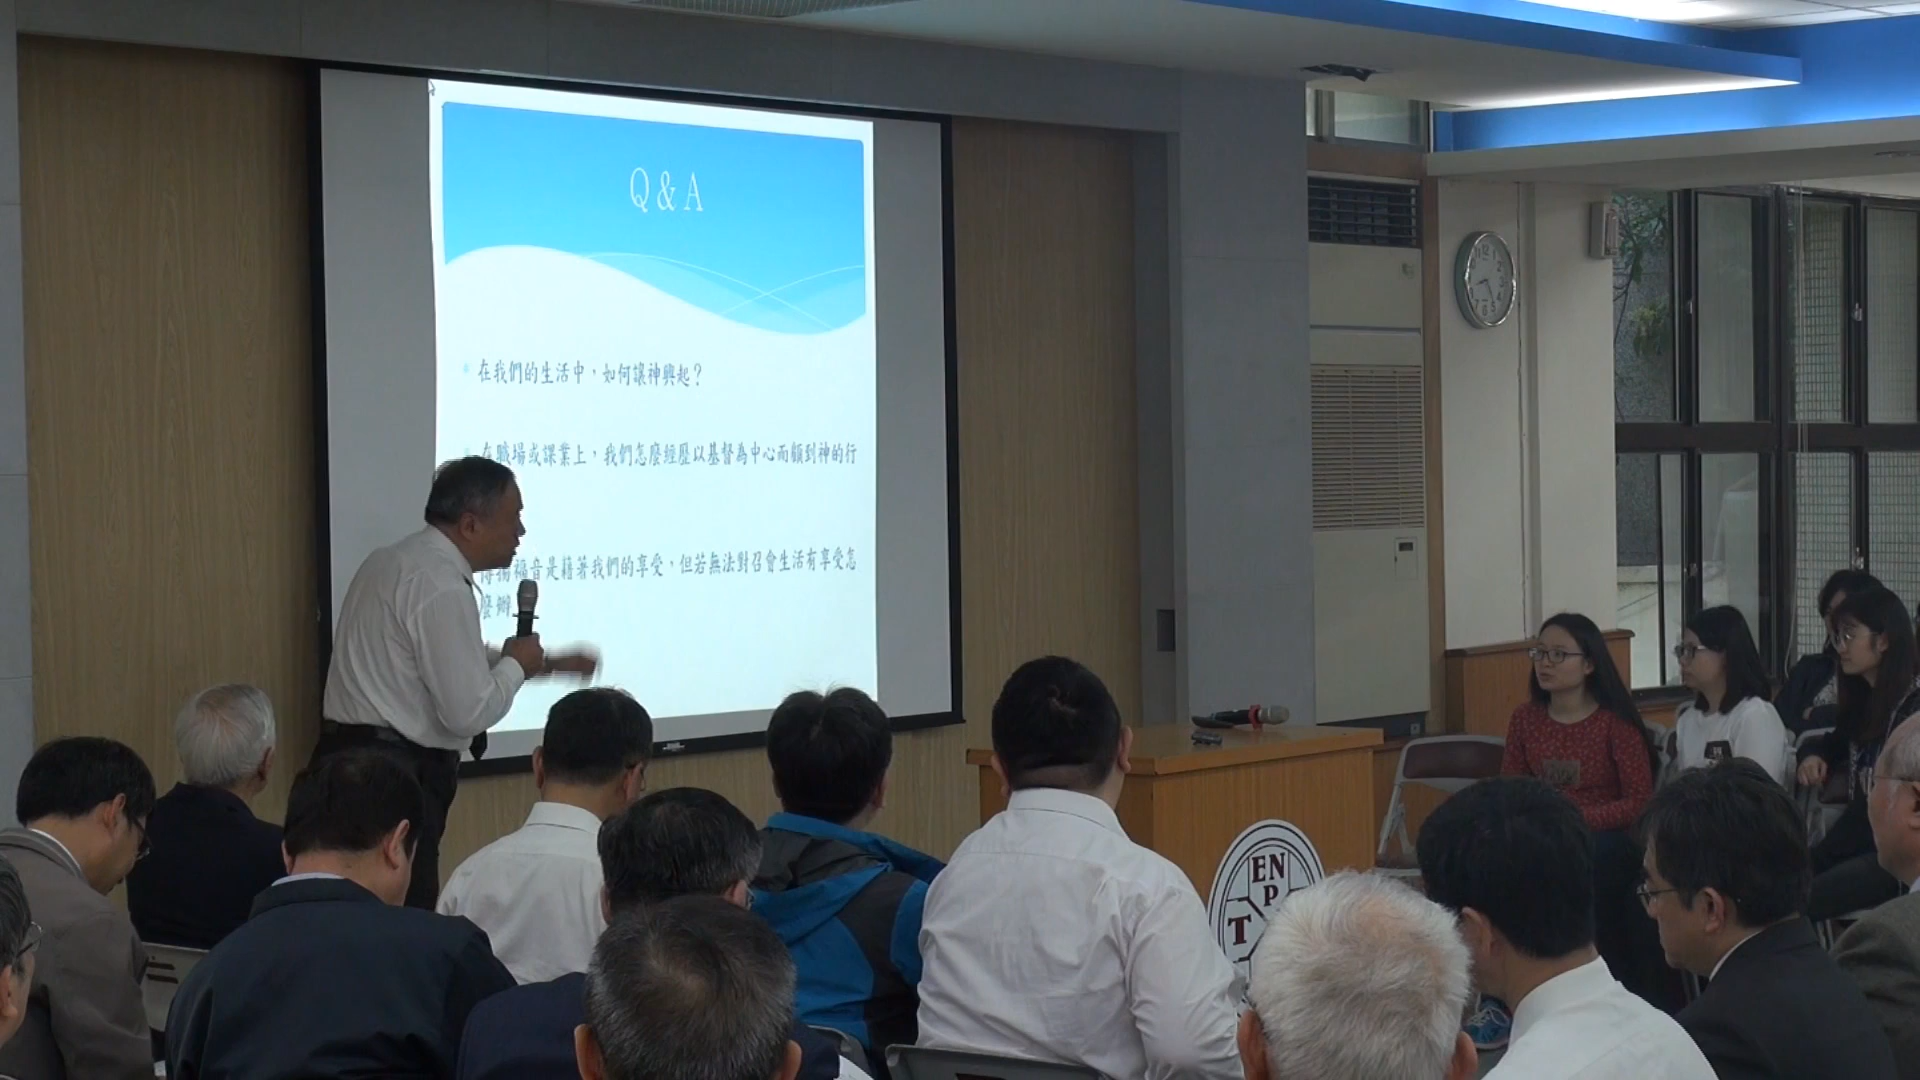 Q & A
在我們的生活中，如何讓神興起？
在職場或課業上，我們怎麼經歷以基督為中心而顧到神的行
福音是藉著我們的享受，但若無法對召會生活有享受怎
麼辦
EN
P
T